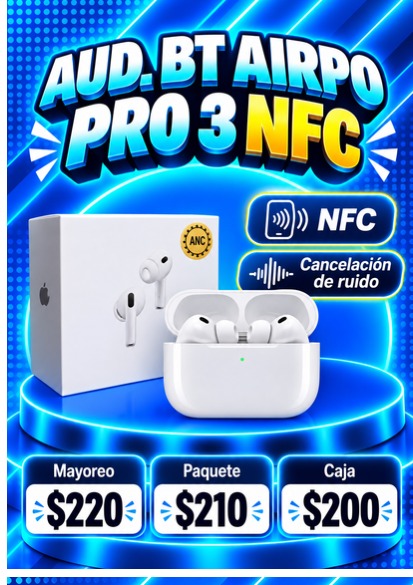 AUD. BT AIRPO
PRO 3 NFC
ANC
NFC
Cancelación
de ruido
Mayoreo
Paquete
Caja
$220
$210
$200